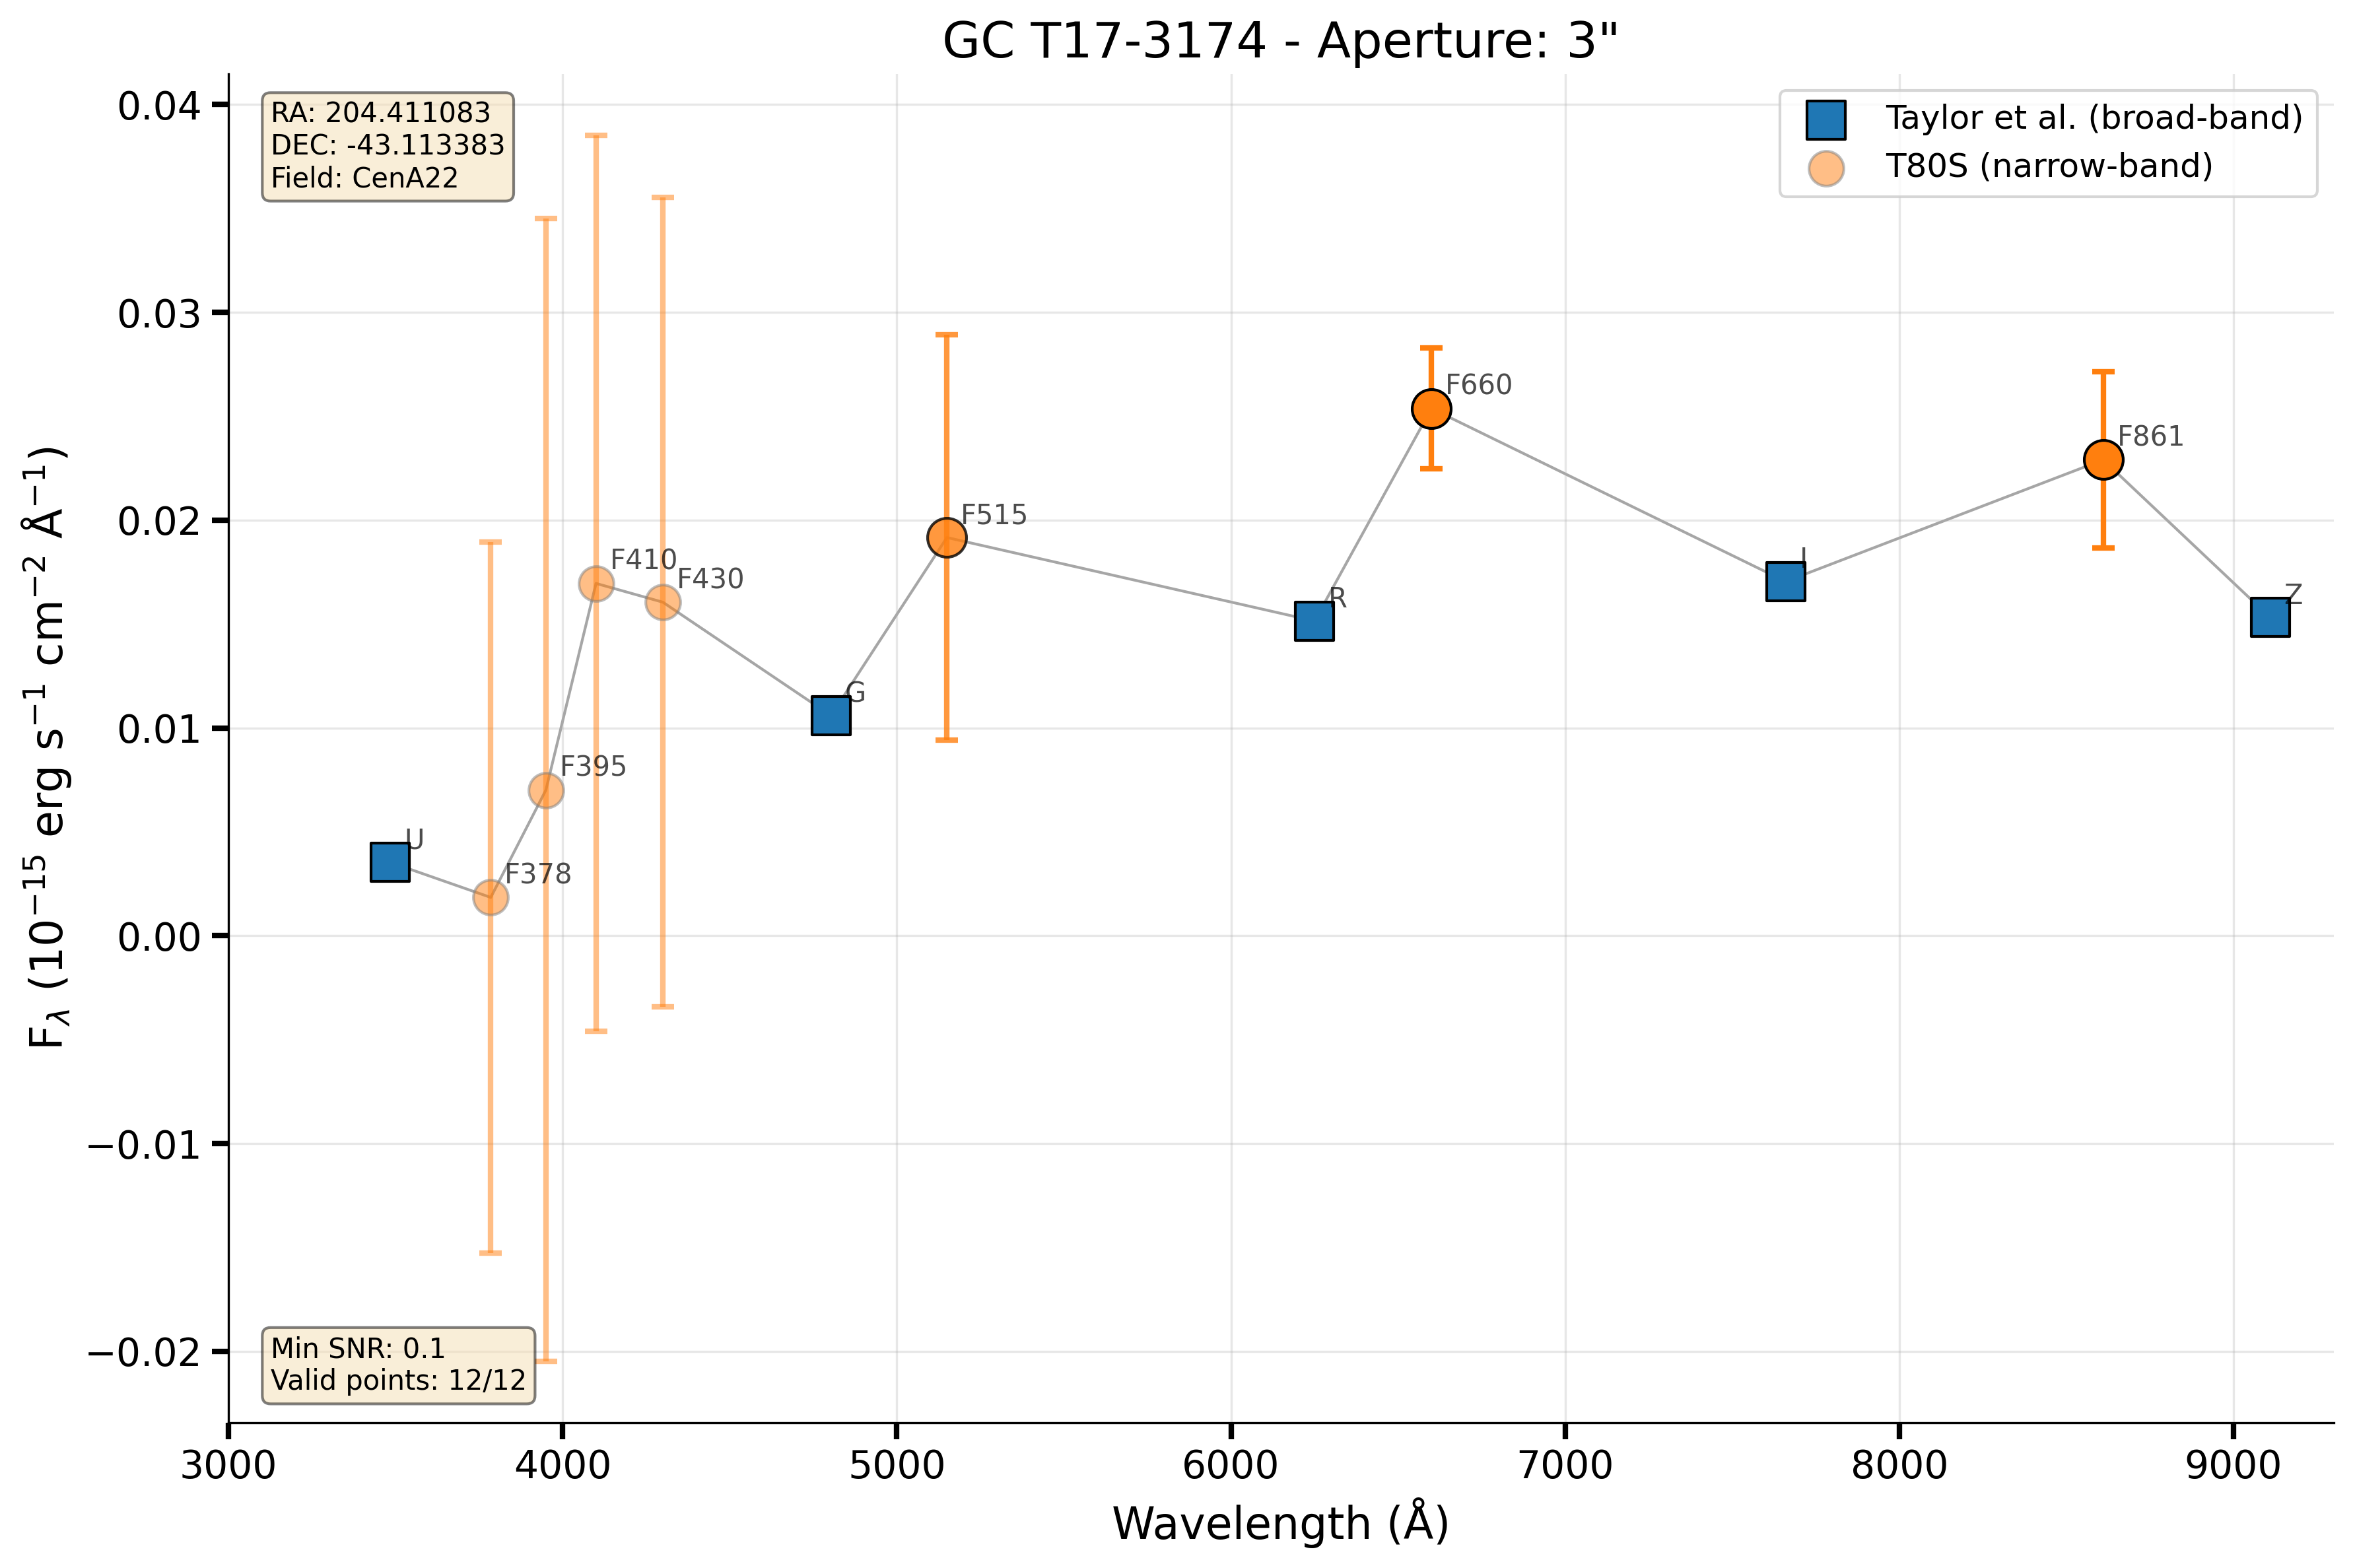 GC T17-3174 - Aperture: 3"
RA: 204.411083
DEC: -43.113383
Field: CenA22
Taylor et al. (broad-band)
T80S (narrow-band)
F$_{λ}$ (10$^{−15}$ erg s$^{−1}$ cm$^{−2}$ Å$^{−1}$)
0.04
0.03
0.02
0.01
0.00
−0.01
−0.02
U
F378
F395
F410
F430
G
F515
R
F660
I
F861
Z
Min SNR: 0.1
Valid points: 12/12
3000 4000 5000 6000 7000 8000 9000
Wavelength (Å)